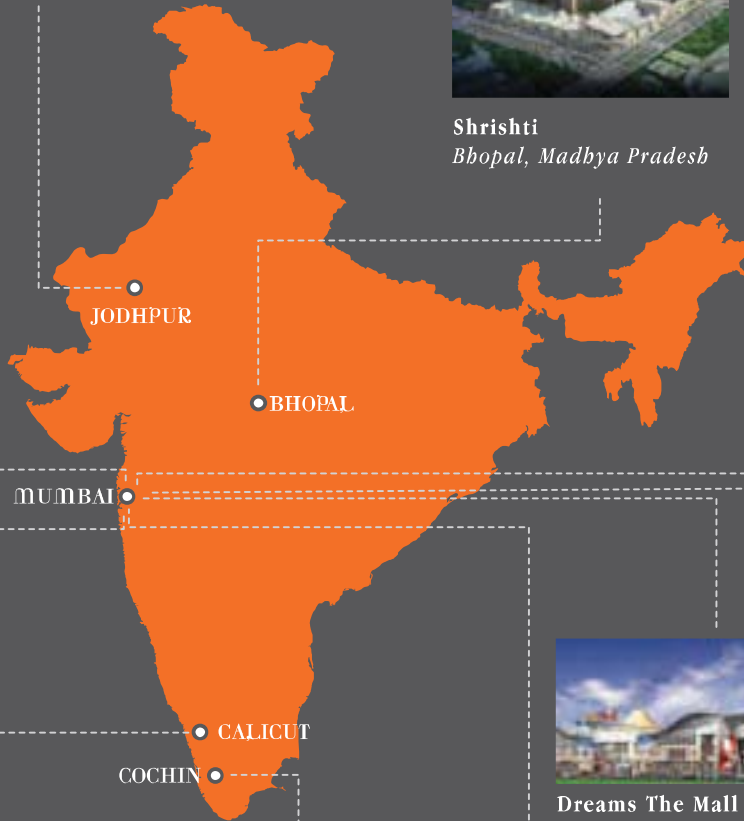 Shrishti
Bhopal, Madhya Pradesh
JODHPUR
BHOPAL
MUMBAI
CALICUT
COCHIN
Dreams The Mall